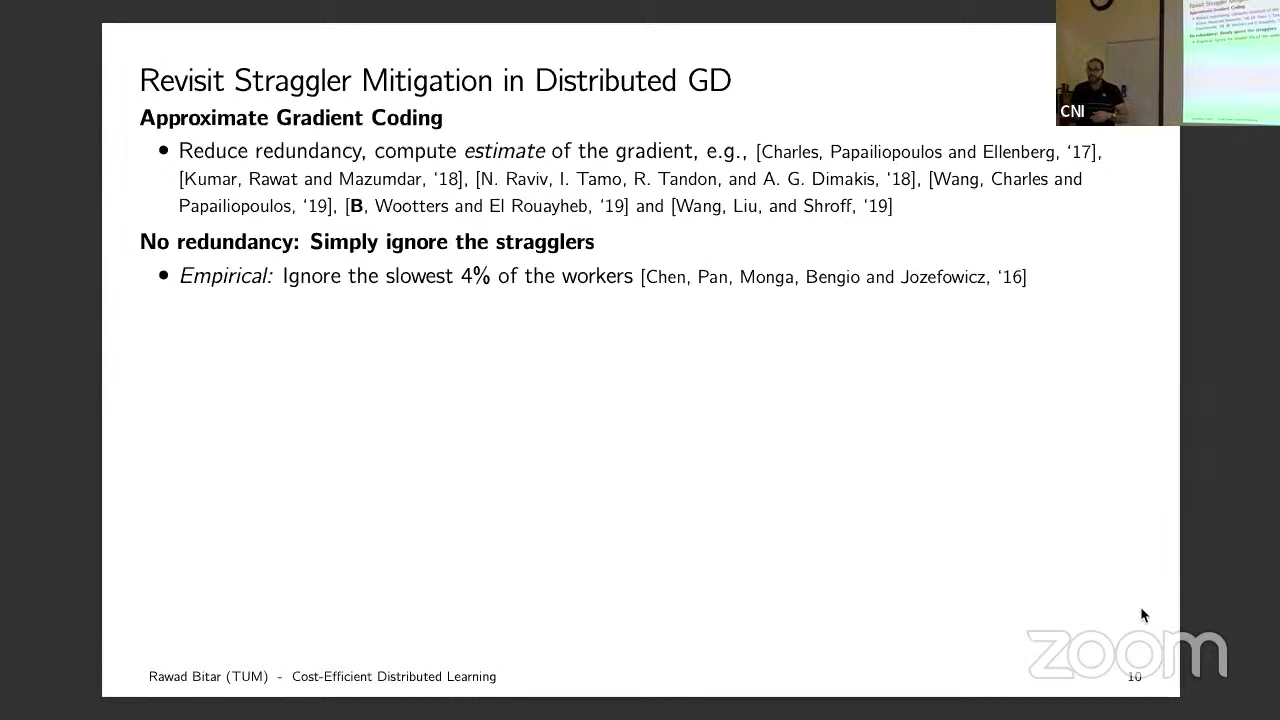 Revisit Straggler Mitigation in Distributed GD
Approximate Gradient Coding
• Reduce redundancy, compute estimate of the gradient, e.g., [Charles, Papailiopoulos and Ellenberg, ‘17],
[Kumar, Rawat and Mazumdar, ‘18], [N. Raviv, I. Tamo, R. Tandon, and A. G. Dimakis, ‘18], [Wang, Charles and
Papailiopoulos, ‘19], [B, Wootters and El Rouayheb, ‘19] and [Wang, Liu, and Shroff, ‘19]
No redundancy: Simply ignore the stragglers
• Empirical: Ignore the slowest 4% of the workers [Chen, Pan, Monga, Bengio and Jozefowicz, ‘16]
CNI
zoom
Rawad Bitar (TUM) - Cost-Efficient Distributed Learning
10